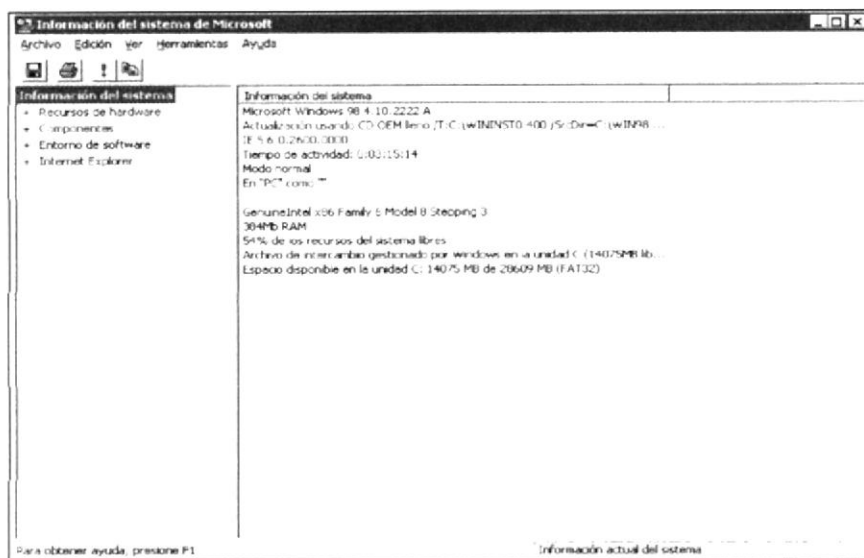 Información del sistema de Microsoft
Archivo Edición Ver Herramientas Ayuda
Información del sistema
+ Recursos de hardware
+ Componentes
+ Entorno de software
+ Internet Explorer
Información del sistema
Microsoft Windows 98 4.10.2222 A
Actualización usando CD OEM lleno /T:C:\WININST0.400 /SrcDir=C:\WIN98 ...
IE 5 6.0.2600.0000
Tiempo de actividad: 0:03:15:14
Modo normal
En "PC" como ""
GenuineIntel x86 Family 6 Model 8 Stepping 3
384Mb RAM
54% de los recursos del sistema libres
Archivo de intercambio gestionado por Windows en la unidad C (14075MB lib...
Espacio disponible en la unidad C: 14075 MB de 28609 MB (FAT32)
Para obtener ayuda, presione F1
Información actual del sistema